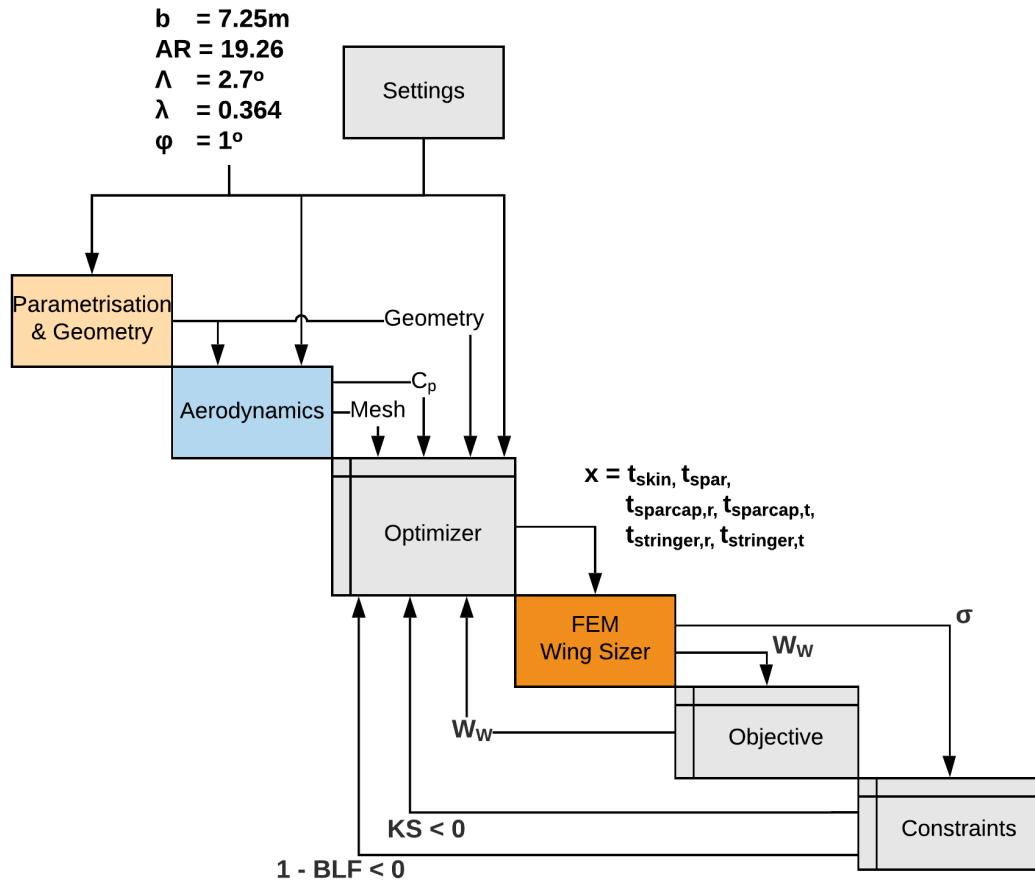 b = 7.25m
AR = 19.26
Λ = 2.7º
λ = 0.364
φ = 1º
Settings
Parametrisation
& Geometry
Geometry
Aerodynamics
Cp
Mesh
Optimizer
x = tskin, tspar,
tsparcap,r, tsparcap,t,
tstringer,r, tstringer,t
FEM
Wing Sizer
σ
WW
Objective
WW
Constraints
KS < 0
1 - BLF < 0